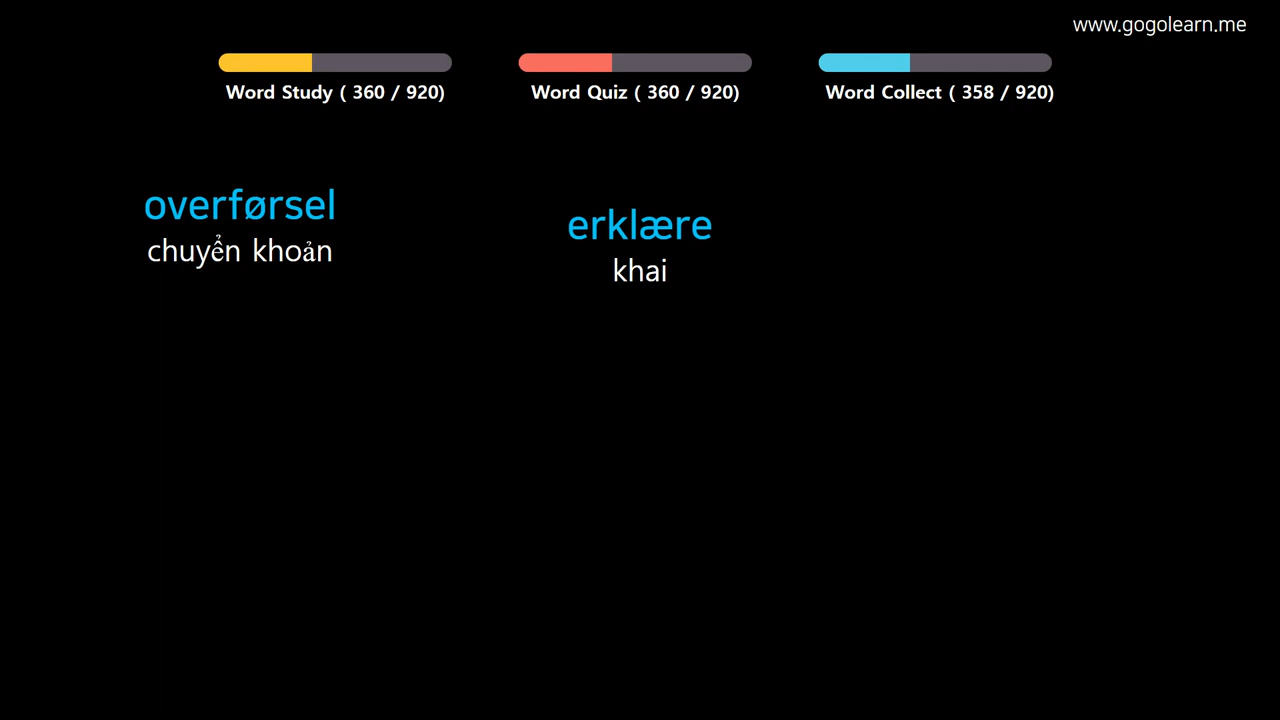 www.gogolearn.me
Word Study ( 360 / 920)
Word Quiz ( 360 / 920)
Word Collect ( 358 / 920)
overførsel
chuyển khoản
erklære
khai